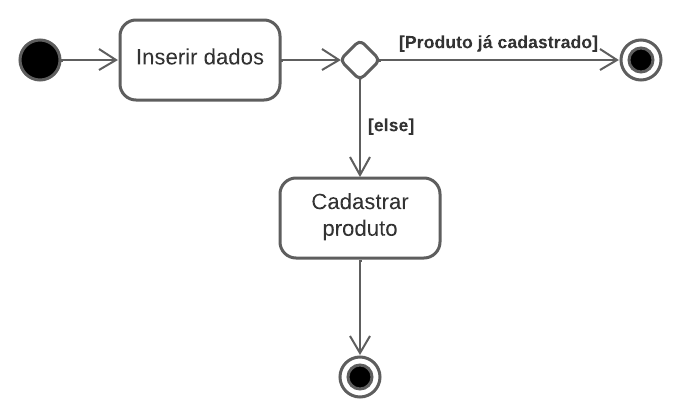 Inserir dados
[Produto já cadastrado]
[else]
Cadastrar
produto